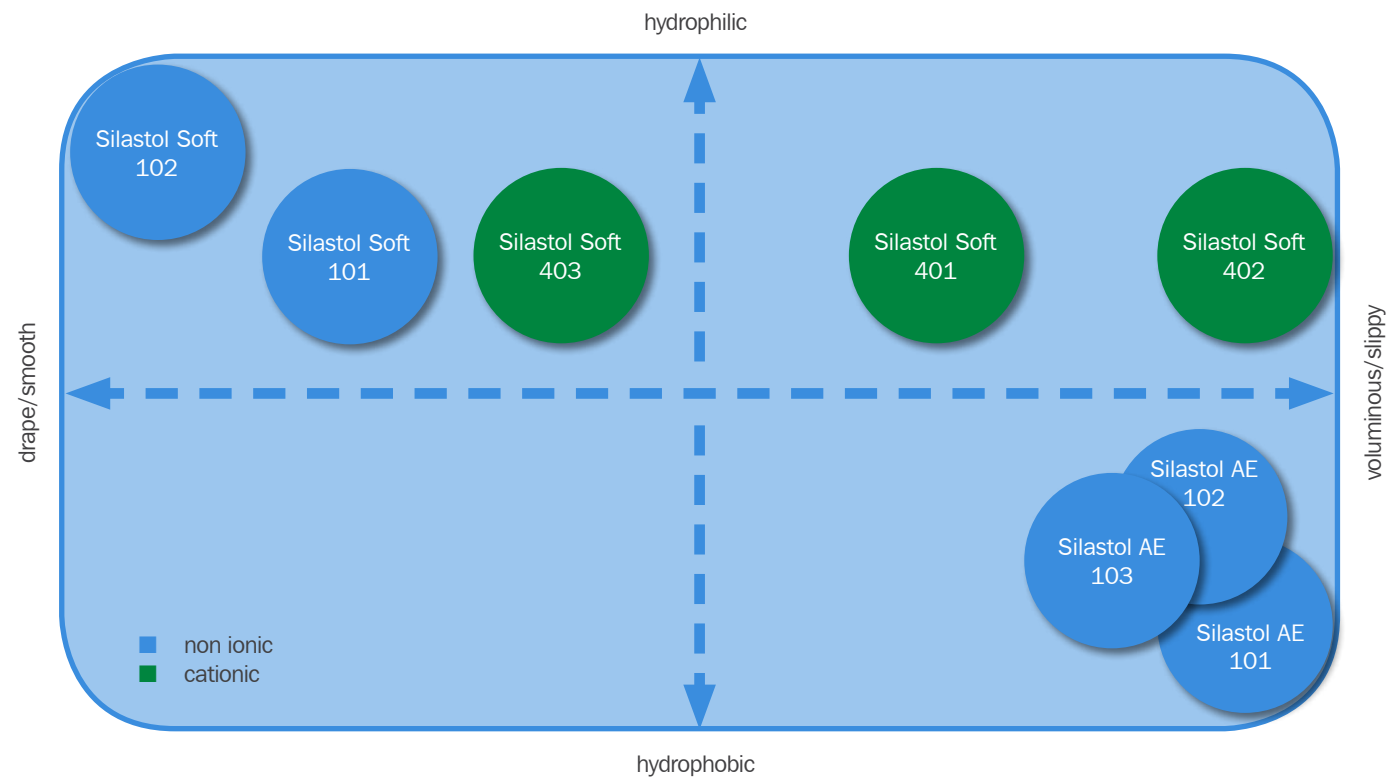 hydrophilic
Silastol Soft
102
Silastol Soft
101
Silastol Soft
403
Silastol Soft
401
Silastol Soft
402
drape/smooth
voluminous/slippy
Silastol AE
102
Silastol AE
103
Silastol AE
101
non ionic
cationic
hydrophobic